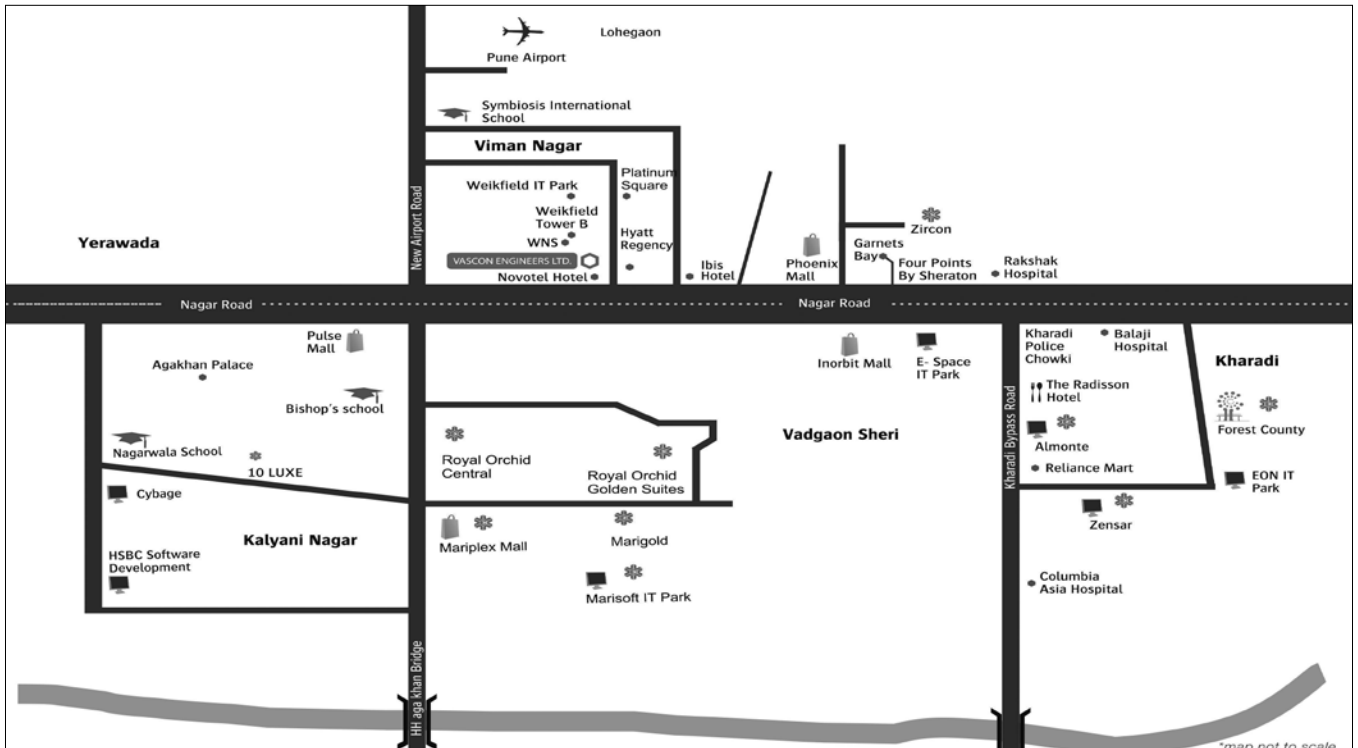 Lohegaon
Pune Airport
Symbiosis International
School
Viman Nagar
New Airport Road
Platinum
Square
Weikfield IT Park
Weikfield
Tower B
WNS
Hyatt
Regency
VASCON ENGINEERS LTD.
Novotel Hotel
Ibis
Hotel
Yerawada
Phoenix
Mall
Zircon
Garnets
Bay
Four Points
By Sheraton
Rakshak
Hospital
Nagar Road
Nagar Road
Pulse
Mall
Agakhan Palace
Bishop's school
Nagarwala School
10 LUXE
Cybage
Kalyani Nagar
HSBC Software
Development
HH aga khan Bridge
Royal Orchid
Central
Royal Orchid
Golden Suites
Mariplex Mall
Marigold
Marisoft IT Park
Inorbit Mall
E- Space
IT Park
Vadgaon Sheri
Kharadi Bypass Road
Kharadi
Police
Chowki
Balaji
Hospital
Kharadi
The Radisson
Hotel
Almonte
Reliance Mart
Forest County
EON IT
Park
Zensar
Columbia
Asia Hospital
*map not to scale